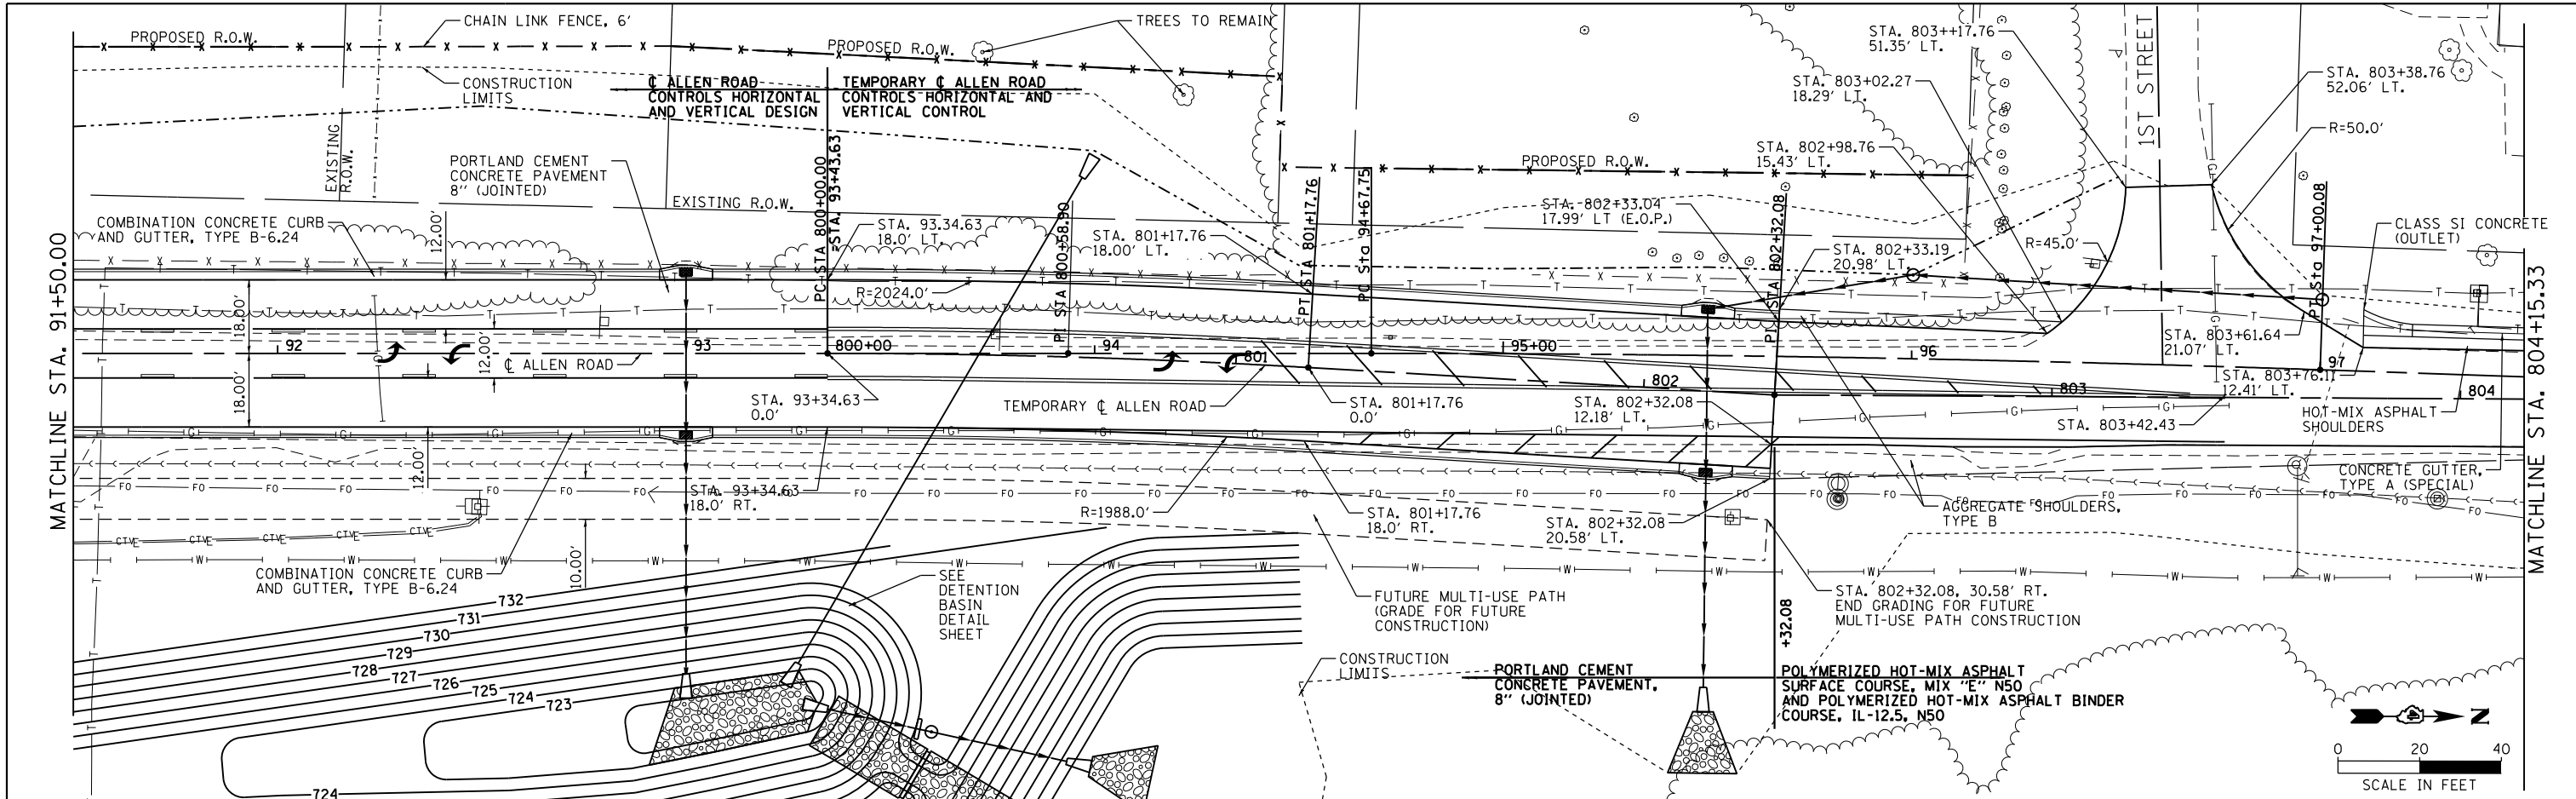 CHAIN LINK FENCE, 6'
TREES TO REMAIN
PROPOSED R.O.W.
PROPOSED R.O.W.
CONSTRUCTION
LIMITS
℄ ALLEN ROAD
CONTROLS HORIZONTAL
AND VERTICAL DESIGN
TEMPORARY ℄ ALLEN ROAD
CONTROLS HORIZONTAL AND
VERTICAL CONTROL
STA. 803++17.76
51.35' LT.
STA. 803+02.27
18.29' LT.
STA. 802+98.76
15.43' LT.
1ST STREET
STA. 803+38.76
52.06' LT.
R=50.0'
EXISTING
R.O.W.
PORTLAND CEMENT
CONCRETE PAVEMENT
8" (JOINTED)
PROPOSED R.O.W.
EXISTING R.O.W.
COMBINATION CONCRETE CURB
AND GUTTER, TYPE B-6.24
12.00'
PC STA 800+00.00
STA. 93+43.63
STA. 93.34.63
18.0' LT.
PI STA 800+58.90
STA. 801+17.76
18.00' LT.
PT STA 801+17.76
PC Sta 94+67.75
STA. 802+33.04
17.99' LT (E.O.P.)
PI STA 802+32.08
STA. 802+33.19
20.98' LT.
R=45.0'
PT Sta 97+00.08
CLASS SI CONCRETE
(OUTLET)
R=2024.0'
MATCHLINE STA. 91+50.00
MATCHLINE STA. 804+15.33
18.00'
18.00'
12.00'
92
93
800+00
94
801
95+00
802
96
803
97
804
℄ ALLEN ROAD
STA. 93+34.63
0.0'
TEMPORARY ℄ ALLEN ROAD
STA. 801+17.76
0.0'
STA. 802+32.08
12.18' LT.
STA. 803+61.64
21.07' LT.
STA. 803+76.11
12.41' LT.
STA. 803+42.43
HOT-MIX ASPHALT
SHOULDERS
12.00'
STA. 93+34.63
18.0' RT.
R=1988.0'
STA. 801+17.76
18.0' RT.
STA. 802+32.08
20.58' LT.
AGGREGATE SHOULDERS,
TYPE B
CONCRETE GUTTER,
TYPE A (SPECIAL)
COMBINATION CONCRETE CURB
AND GUTTER, TYPE B-6.24
10.00'
SEE
DETENTION
BASIN
DETAIL
SHEET
FUTURE MULTI-USE PATH
(GRADE FOR FUTURE
CONSTRUCTION)
STA. 802+32.08, 30.58' RT.
END GRADING FOR FUTURE
MULTI-USE PATH CONSTRUCTION
+32.08
732
731
730
729
728
727
726
725
724
723
724
CONSTRUCTION
LIMITS
PORTLAND CEMENT
CONCRETE PAVEMENT,
8" (JOINTED)
POLYMERIZED HOT-MIX ASPHALT
SURFACE COURSE, MIX "E" N50
AND POLYMERIZED HOT-MIX ASPHALT BINDER
COURSE, IL-12.5, N50
N
0 20 40
SCALE IN FEET